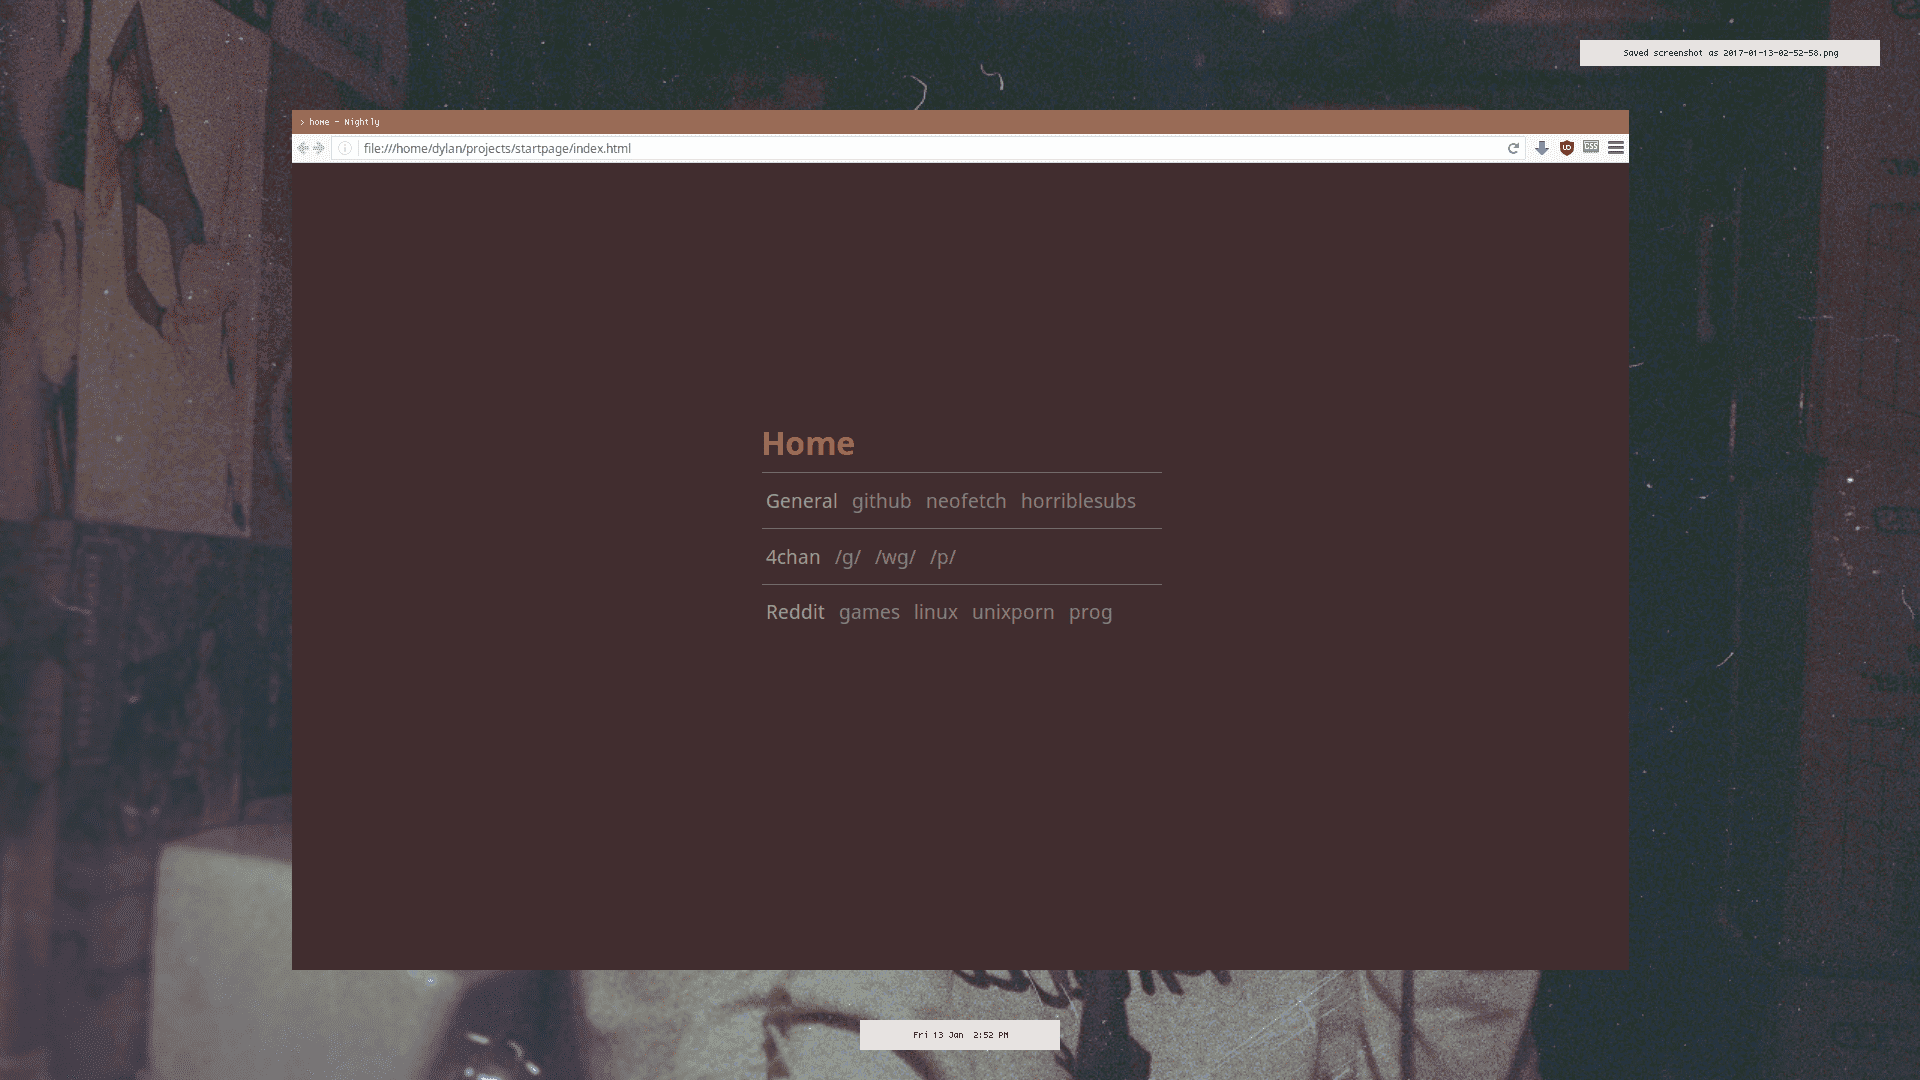 Saved screenshot as 2017-01-13-02-52-58.png
> home - Nightly
file:///home/dylan/projects/startpage/index.html
CSS
Home
General github neofetch horriblesubs
4chan /g/ /wg/ /p/
Reddit games linux unixporn prog
Fri 13 Jan 2:52 PM